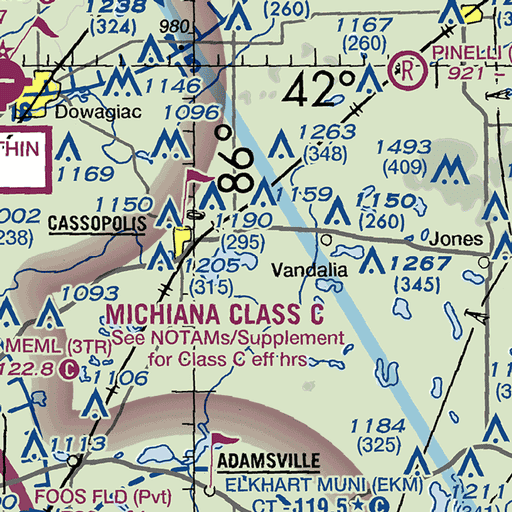 1238
(324)
980
(260)
1167
(260)
PINELLI (
921 -
R
1146
42°
Dowagiac
1096
1263
(348)
1493
(409)
THIN
1169
86°
1150
1159
1150
(260)
002
238)
CASSOPOLIS
1190
(295)
Jones
1205
(315)
Vandalia
1267
(345)
1093
MICHIANA CLASS C
See NOTAMs/Supplement
for Class C eff hrs
MEML (3TR)
122.8 C
1106
1184
(325)
1113
ADAMSVILLE
FOOS FLD (Pvt)
ELKHART MUNI (EKM)
CT - 119.5 C
1211
(241)